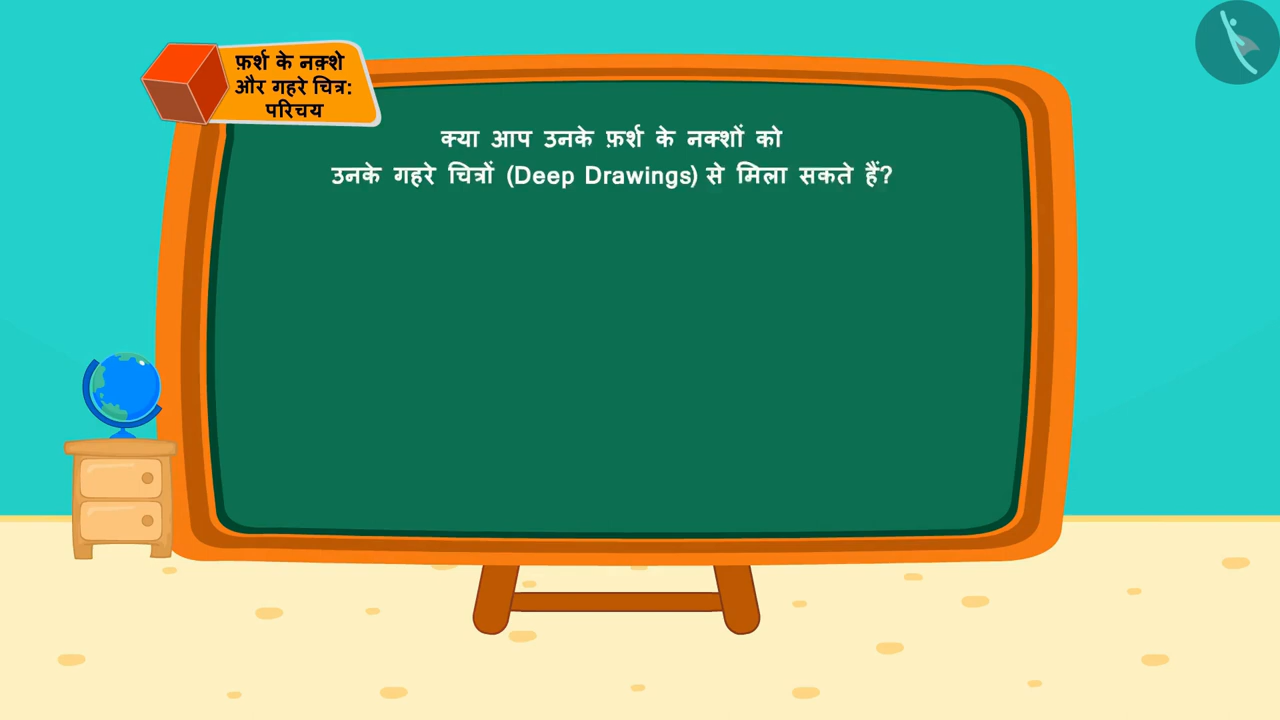 फ़र्श के नक़्शे
और गहरे चित्र:
परिचय
क्या आप उनके फ़र्श के नक्शों को
उनके गहरे चित्रों (Deep Drawings) से मिला सकते हैं?